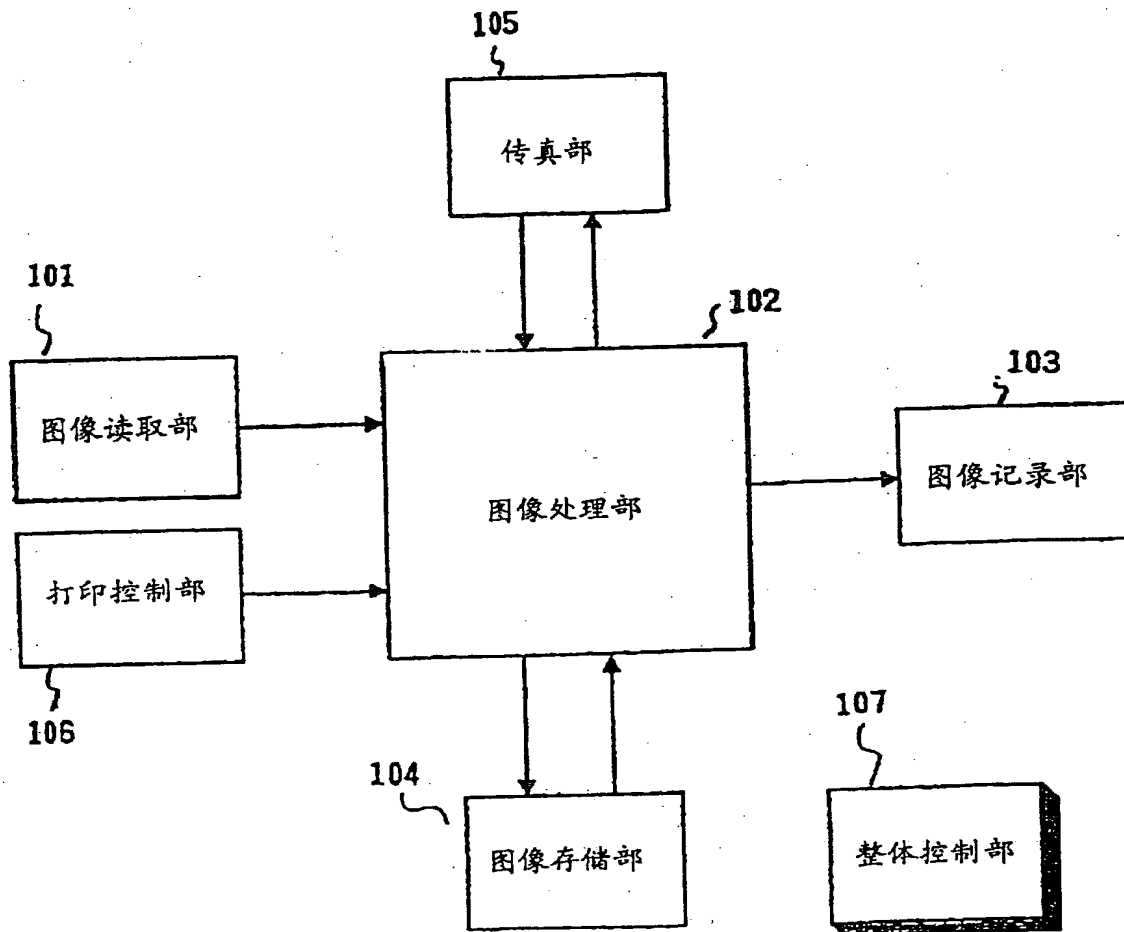 105
传真部
101
102
103
图像读取部
图像处理部
图像记录部
打印控制部
106
104
107
图像存储部
整体控制部